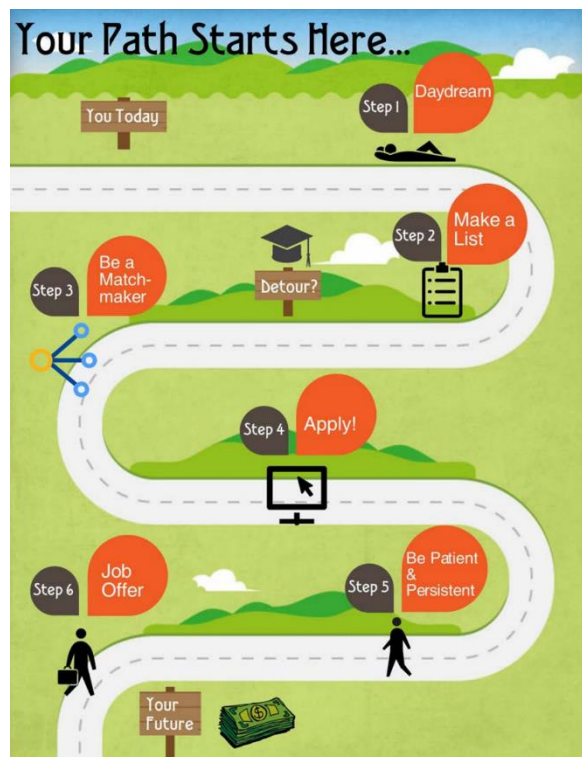 Your Path Starts Here...
You Today
Step 1
Daydream
Step 2
Make a
List
Detour?
Step 3
Be a
Match-
maker
Step 4
Apply!
Step 5
Be Patient
&
Persistent
Step 6
Job
Offer
Your
Future